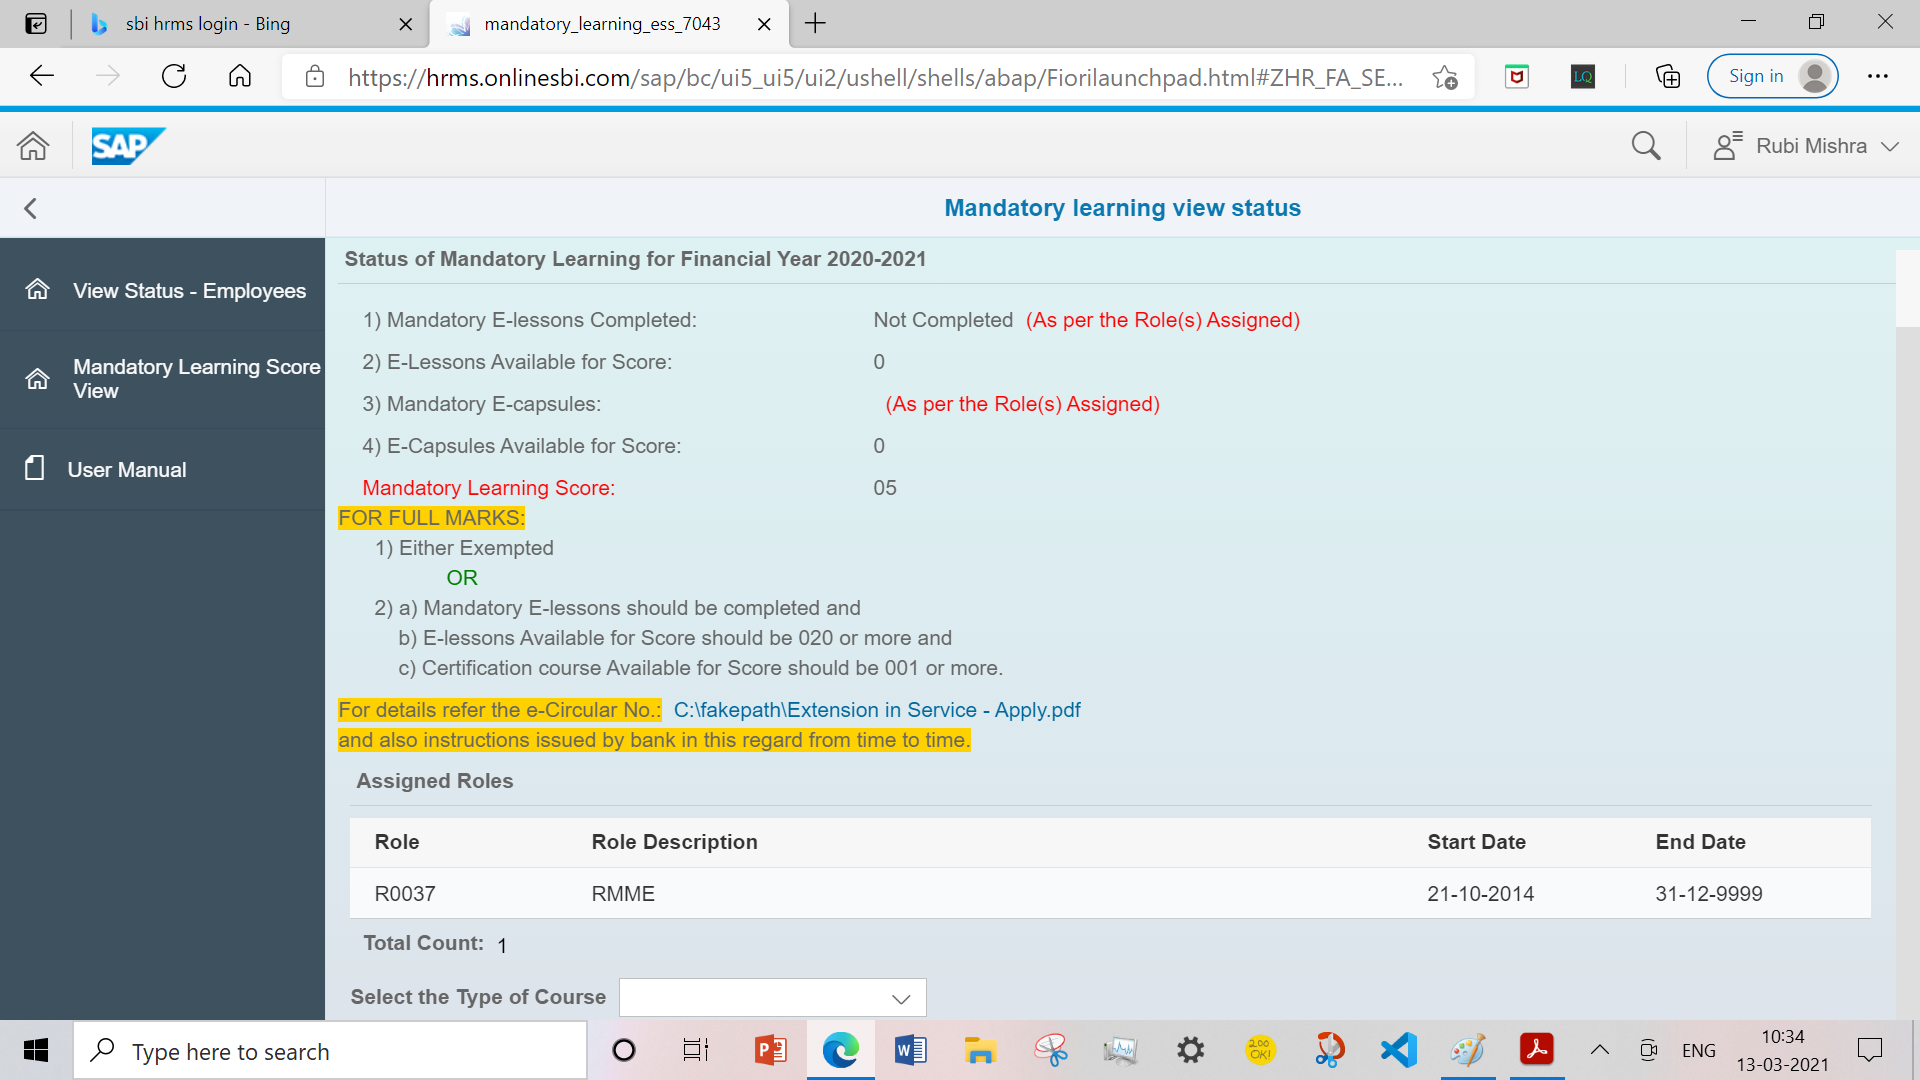 sbi hrms login - Bing
mandatory_learning_ess_7043
https://hrms.onlinesbi.com/sap/bc/ui5_ui5/ui2/ushell/shells/abap/Fiorilaunchpad.html#ZHR_FA_SE...
LQ
Sign in
SAP
Rubi Mishra
Mandatory learning view status
View Status - Employees
Mandatory Learning Score
View
User Manual
Status of Mandatory Learning for Financial Year 2020-2021
1) Mandatory E-lessons Completed: Not Completed (As per the Role(s) Assigned)
2) E-Lessons Available for Score: 0
3) Mandatory E-capsules: (As per the Role(s) Assigned)
4) E-Capsules Available for Score: 0
Mandatory Learning Score: 05
FOR FULL MARKS:
1) Either Exempted
OR
2) a) Mandatory E-lessons should be completed and
b) E-lessons Available for Score should be 020 or more and
c) Certification course Available for Score should be 001 or more.
For details refer the e-Circular No.: C:\fakepath\Extension in Service - Apply.pdf
and also instructions issued by bank in this regard from time to time.
Assigned Roles
Role Role Description Start Date End Date
R0037 RMME 21-10-2014 31-12-9999
Total Count: 1
Select the Type of Course
Type here to search
200 OK!
ENG
10:34
13-03-2021